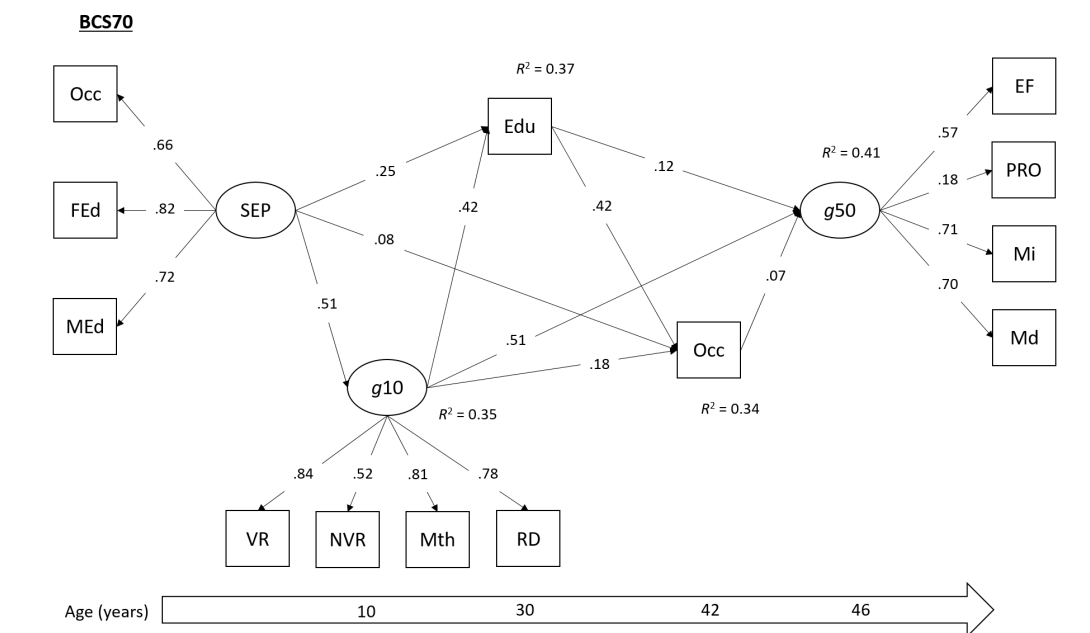 BCS70
R² = 0.37
Occ
EF
Edu
.66
.57
.12
R² = 0.41
.25
.18
PRO
FEd
.82
SEP
.42
.42
g50
.08
.71
Mi
.72
.07
.70
.51
MEd
.51
Occ
Md
.18
g10
R² = 0.35
R² = 0.34
.84
.52
.81
.78
VR
NVR
Mth
RD
Age (years)
10
30
42
46